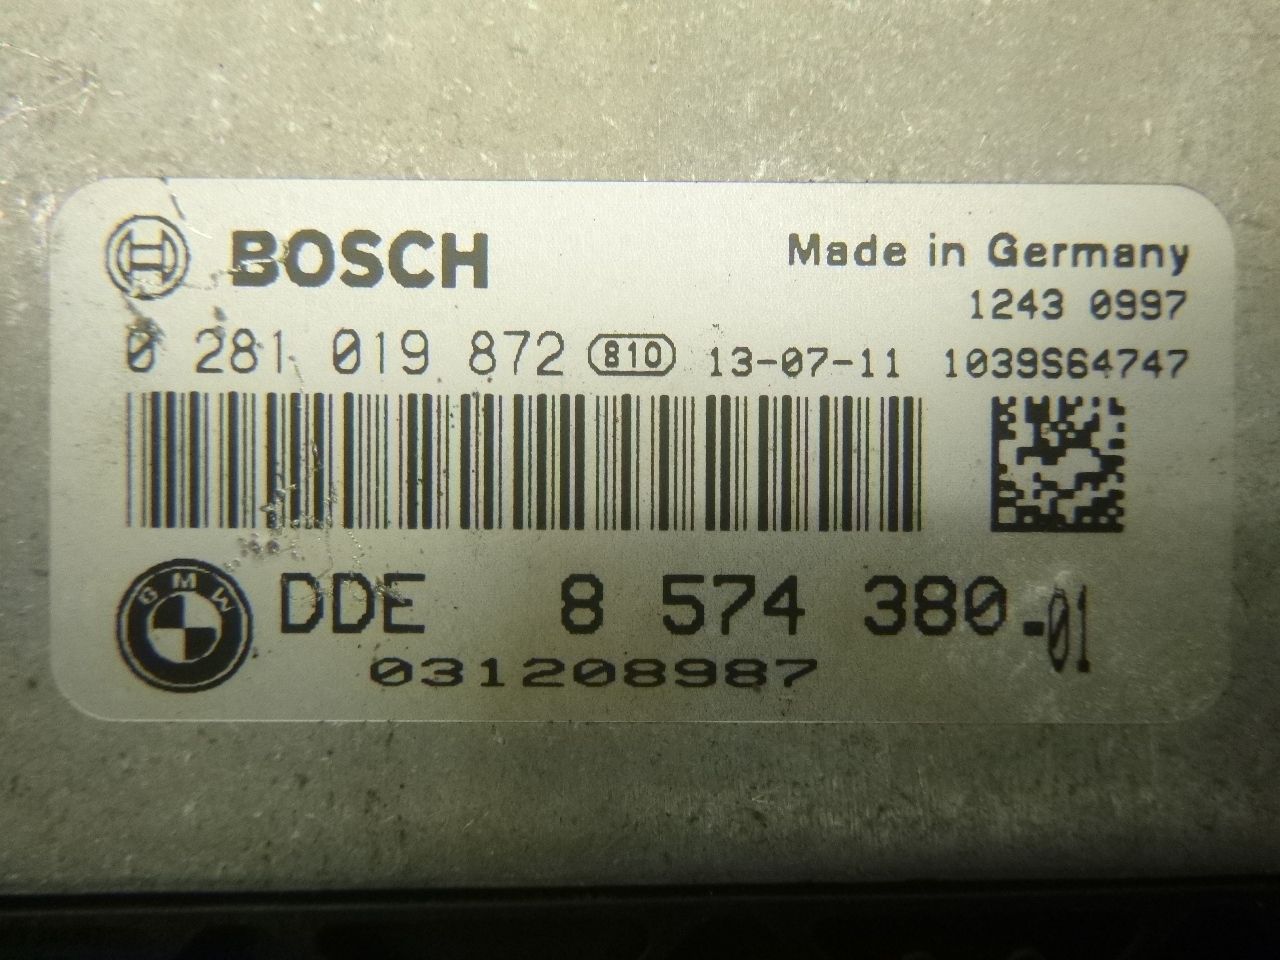 BOSCH
Made in Germany
1243 0997
0 281 019 872 810 13-07-11 1039S64747
BMW
DDE 8 574 380-01
031208987